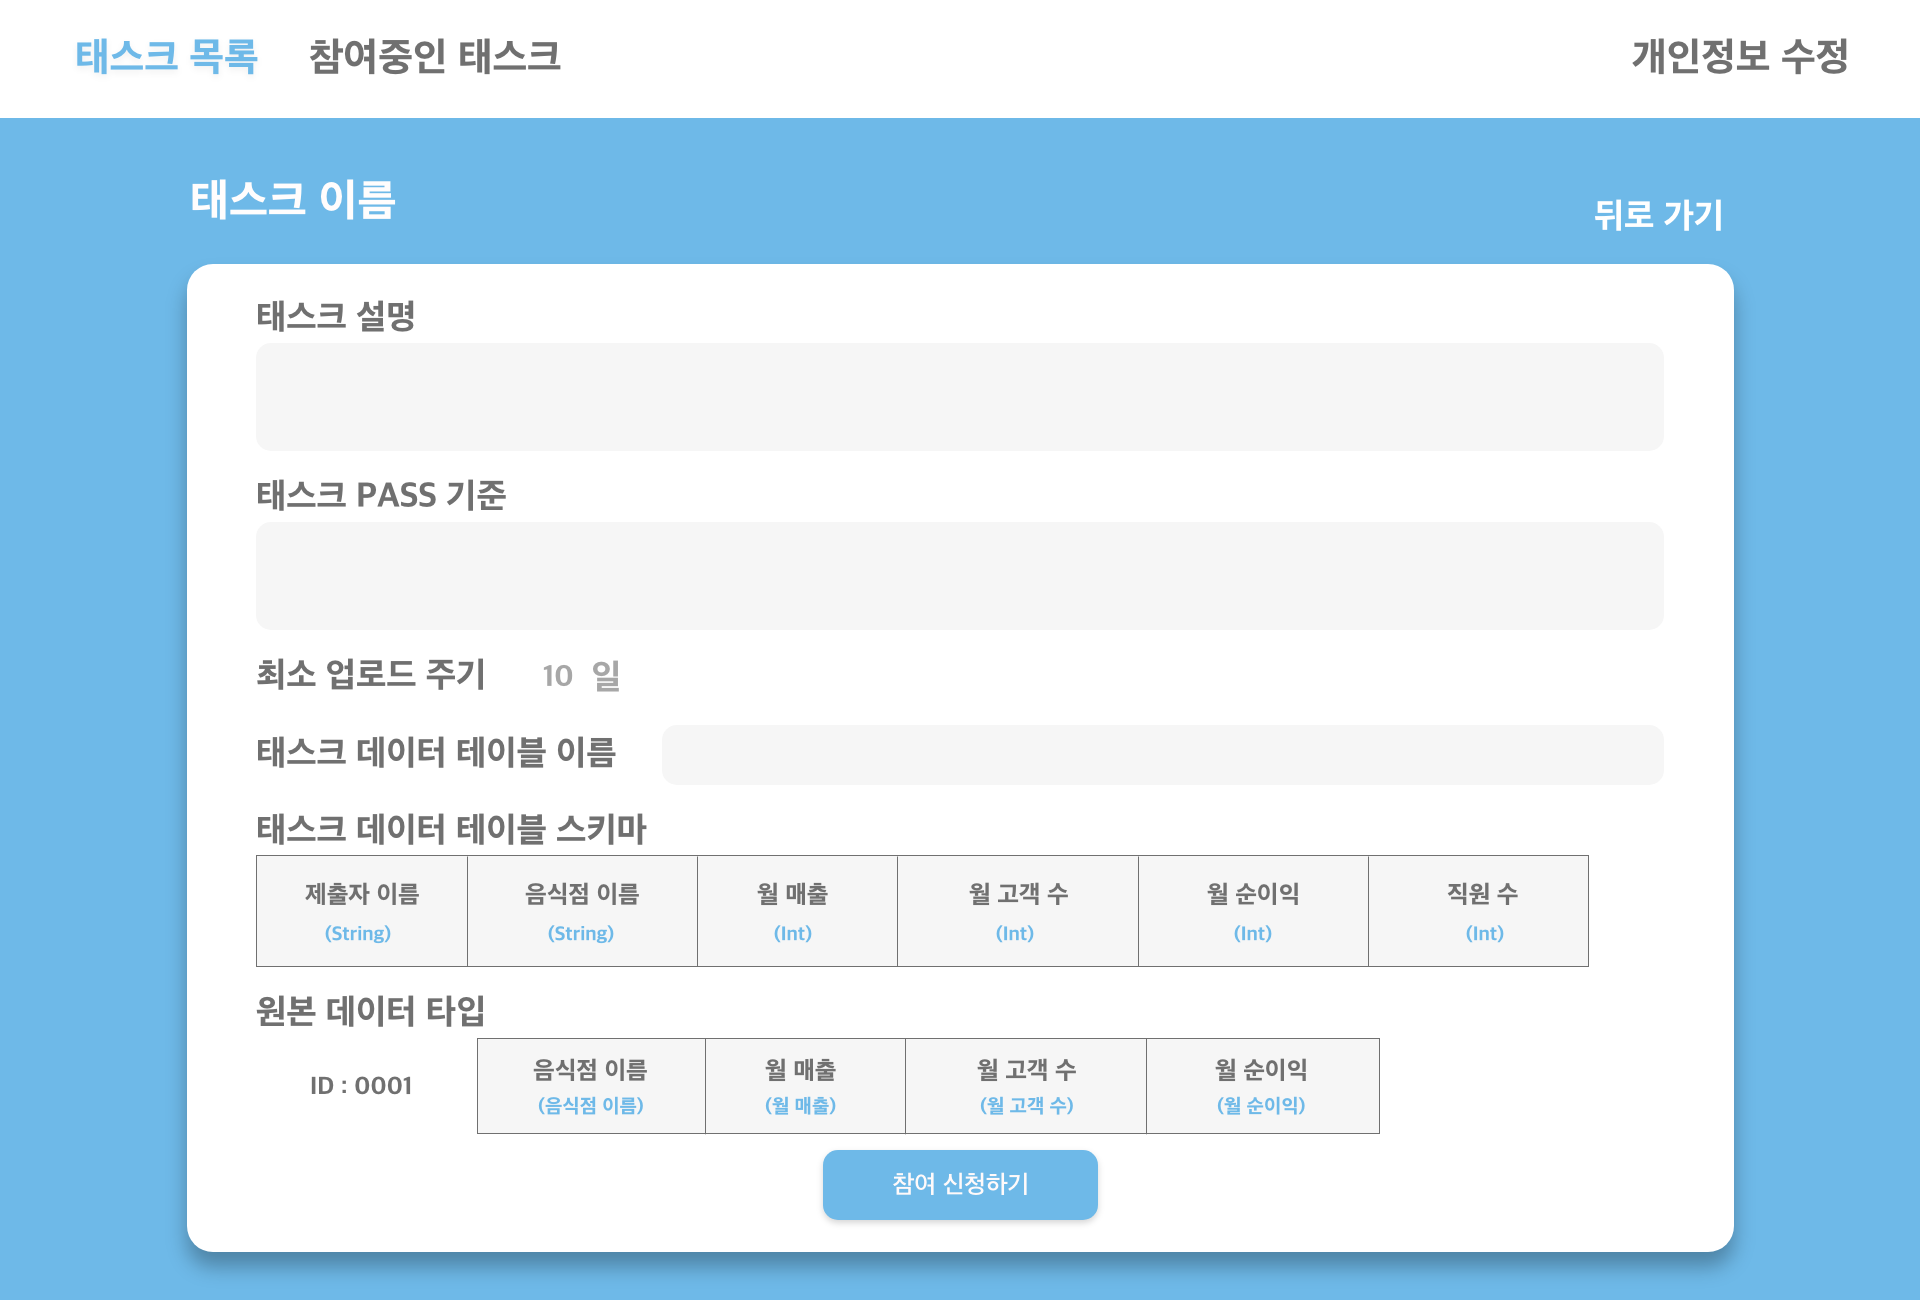 태스크 목록 참여중인 태스크 개인정보 수정
태스크 이름
뒤로 가기
태스크 설명
태스크 PASS 기준
최소 업로드 주기 10 일
태스크 데이터 테이블 이름
태스크 데이터 테이블 스키마
제출자 이름 음식점 이름 월 매출 월 고객 수 월 순이익 직원 수
(String) (String) (Int) (Int) (Int) (Int)
원본 데이터 타입
음식점 이름 월 매출 월 고객 수 월 순이익
ID : 0001
(음식점 이름) (월 매출) (월 고객 수) (월 순이익)
참여 신청하기